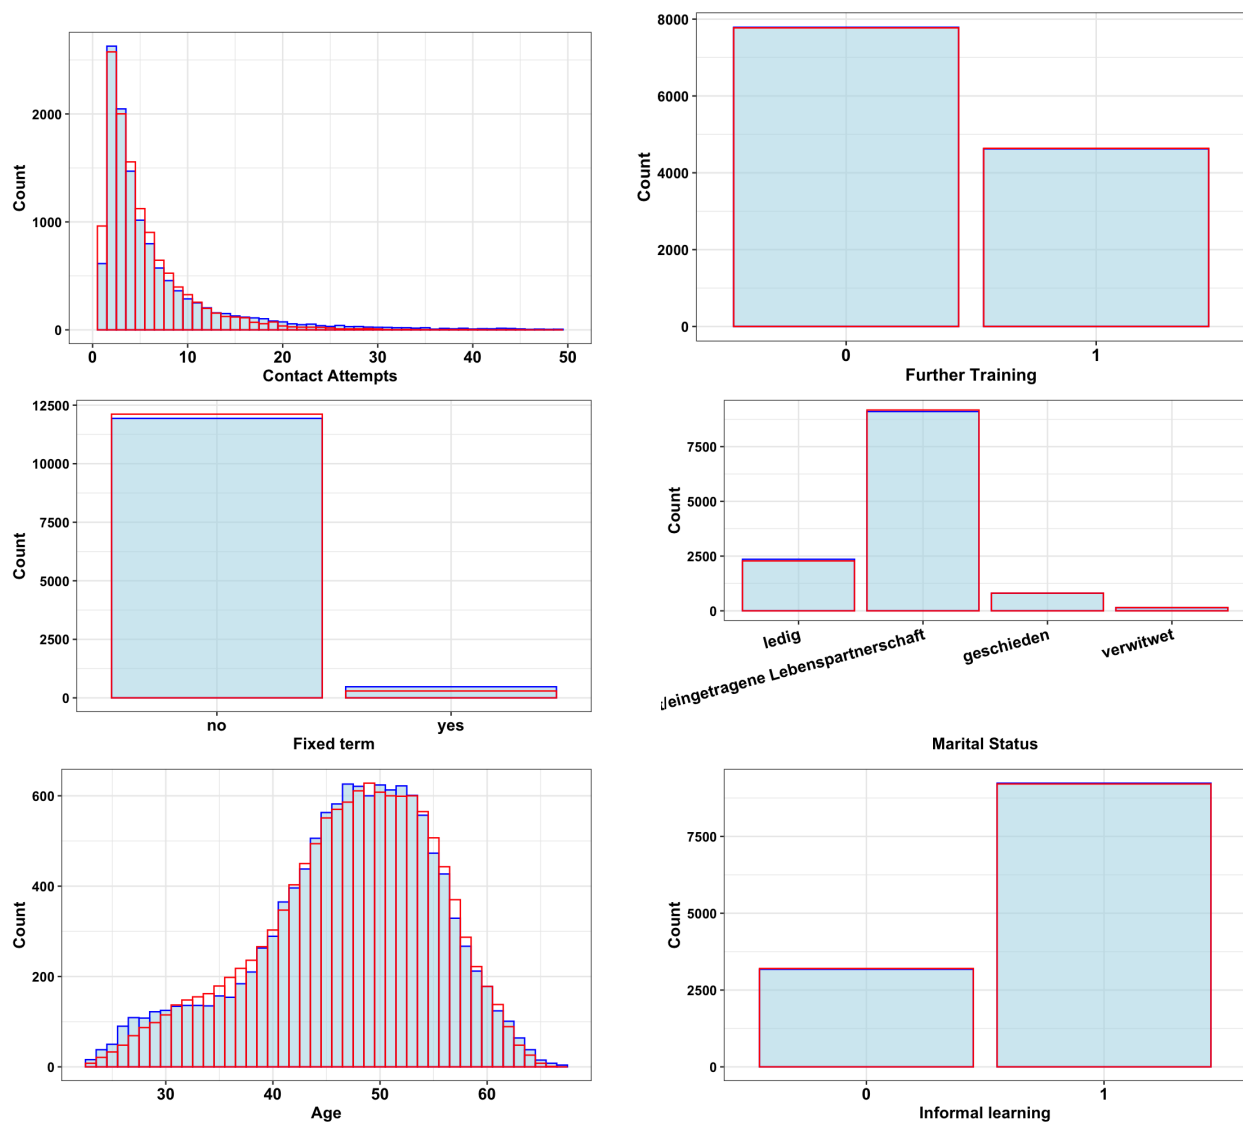 Count
2000
1000
0
0 10 20 30 40 50
Contact Attempts
Count
8000
6000
4000
2000
0
0 1
Further Training
Count
12500
10000
7500
5000
2500
0
no yes
Fixed term
Count
7500
5000
2500
0
ledig
/eingetragene Lebenspartnerschaft
geschieden
verwitwet
Marital Status
Count
600
400
200
0
30 40 50 60
Age
Count
7500
5000
2500
0
0 1
Informal learning